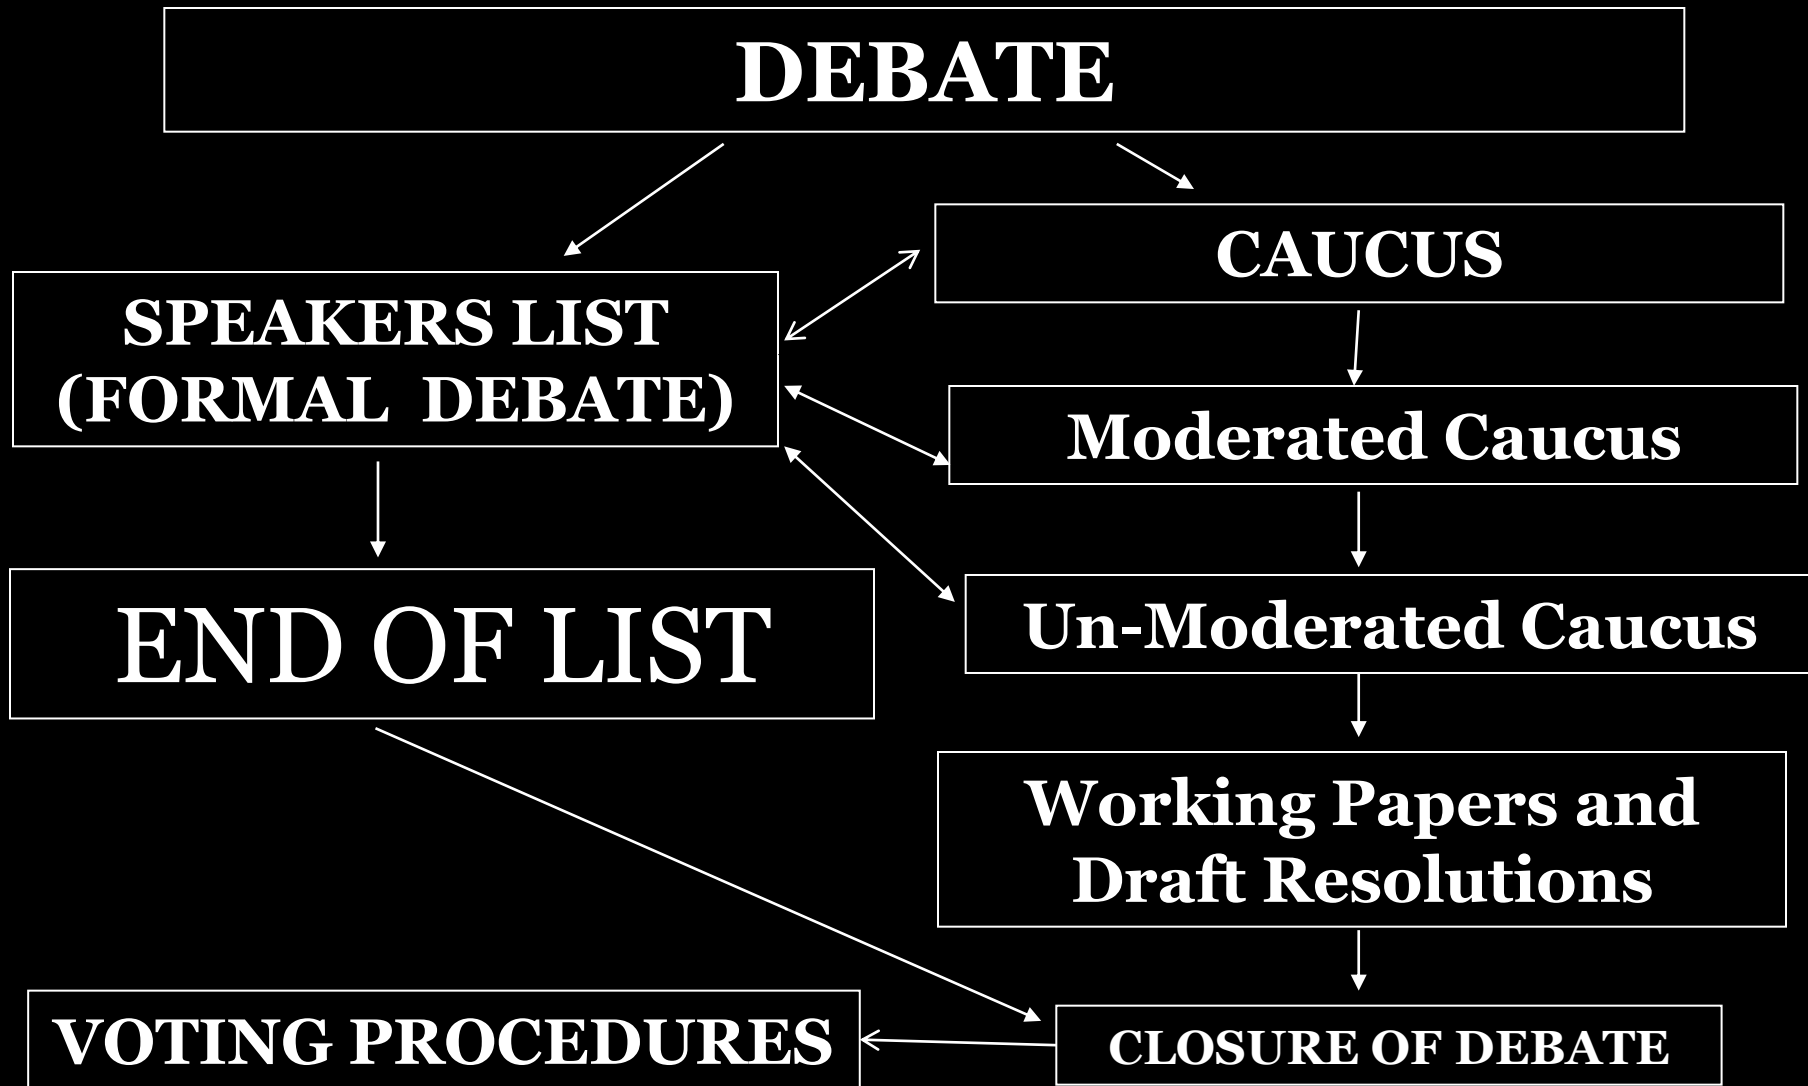 DEBATE
CAUCUS
SPEAKERS LIST
(FORMAL DEBATE)
Moderated Caucus
END OF LIST
Un-Moderated Caucus
Working Papers and
Draft Resolutions
VOTING PROCEDURES
CLOSURE OF DEBATE